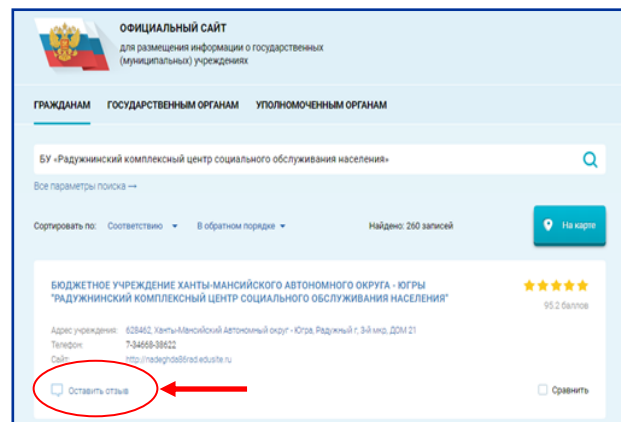 ОФИЦИАЛЬНЫЙ САЙТ
для размещения информации о государственных
(муниципальных) учреждениях
ГРАЖДАНАМ ГОСУДАРСТВЕННЫМ ОРГАНАМ УПОЛНОМОЧЕННЫМ ОРГАНАМ
БУ «Радужнинский комплексный центр социального обслуживания населения»
Все параметры поиска →
Сортировать по: Соответствию В обратном порядке Найдено: 260 записей На карте
БЮДЖЕТНОЕ УЧРЕЖДЕНИЕ ХАНТЫ-МАНСИЙСКОГО АВТОНОМНОГО ОКРУГА - ЮГРЫ
"РАДУЖНИНСКИЙ КОМПЛЕКСНЫЙ ЦЕНТР СОЦИАЛЬНОГО ОБСЛУЖИВАНИЯ НАСЕЛЕНИЯ"
95.2 баллов
Адрес учреждения: 628462, Ханты-Мансийский Автономный округ - Югра, Радужный г, 3-й мкр, ДОМ 21
Телефон: 7-34668-38622
Сайт: http://nadeghda86rad.edusite.ru
Оставить отзыв Сравнить